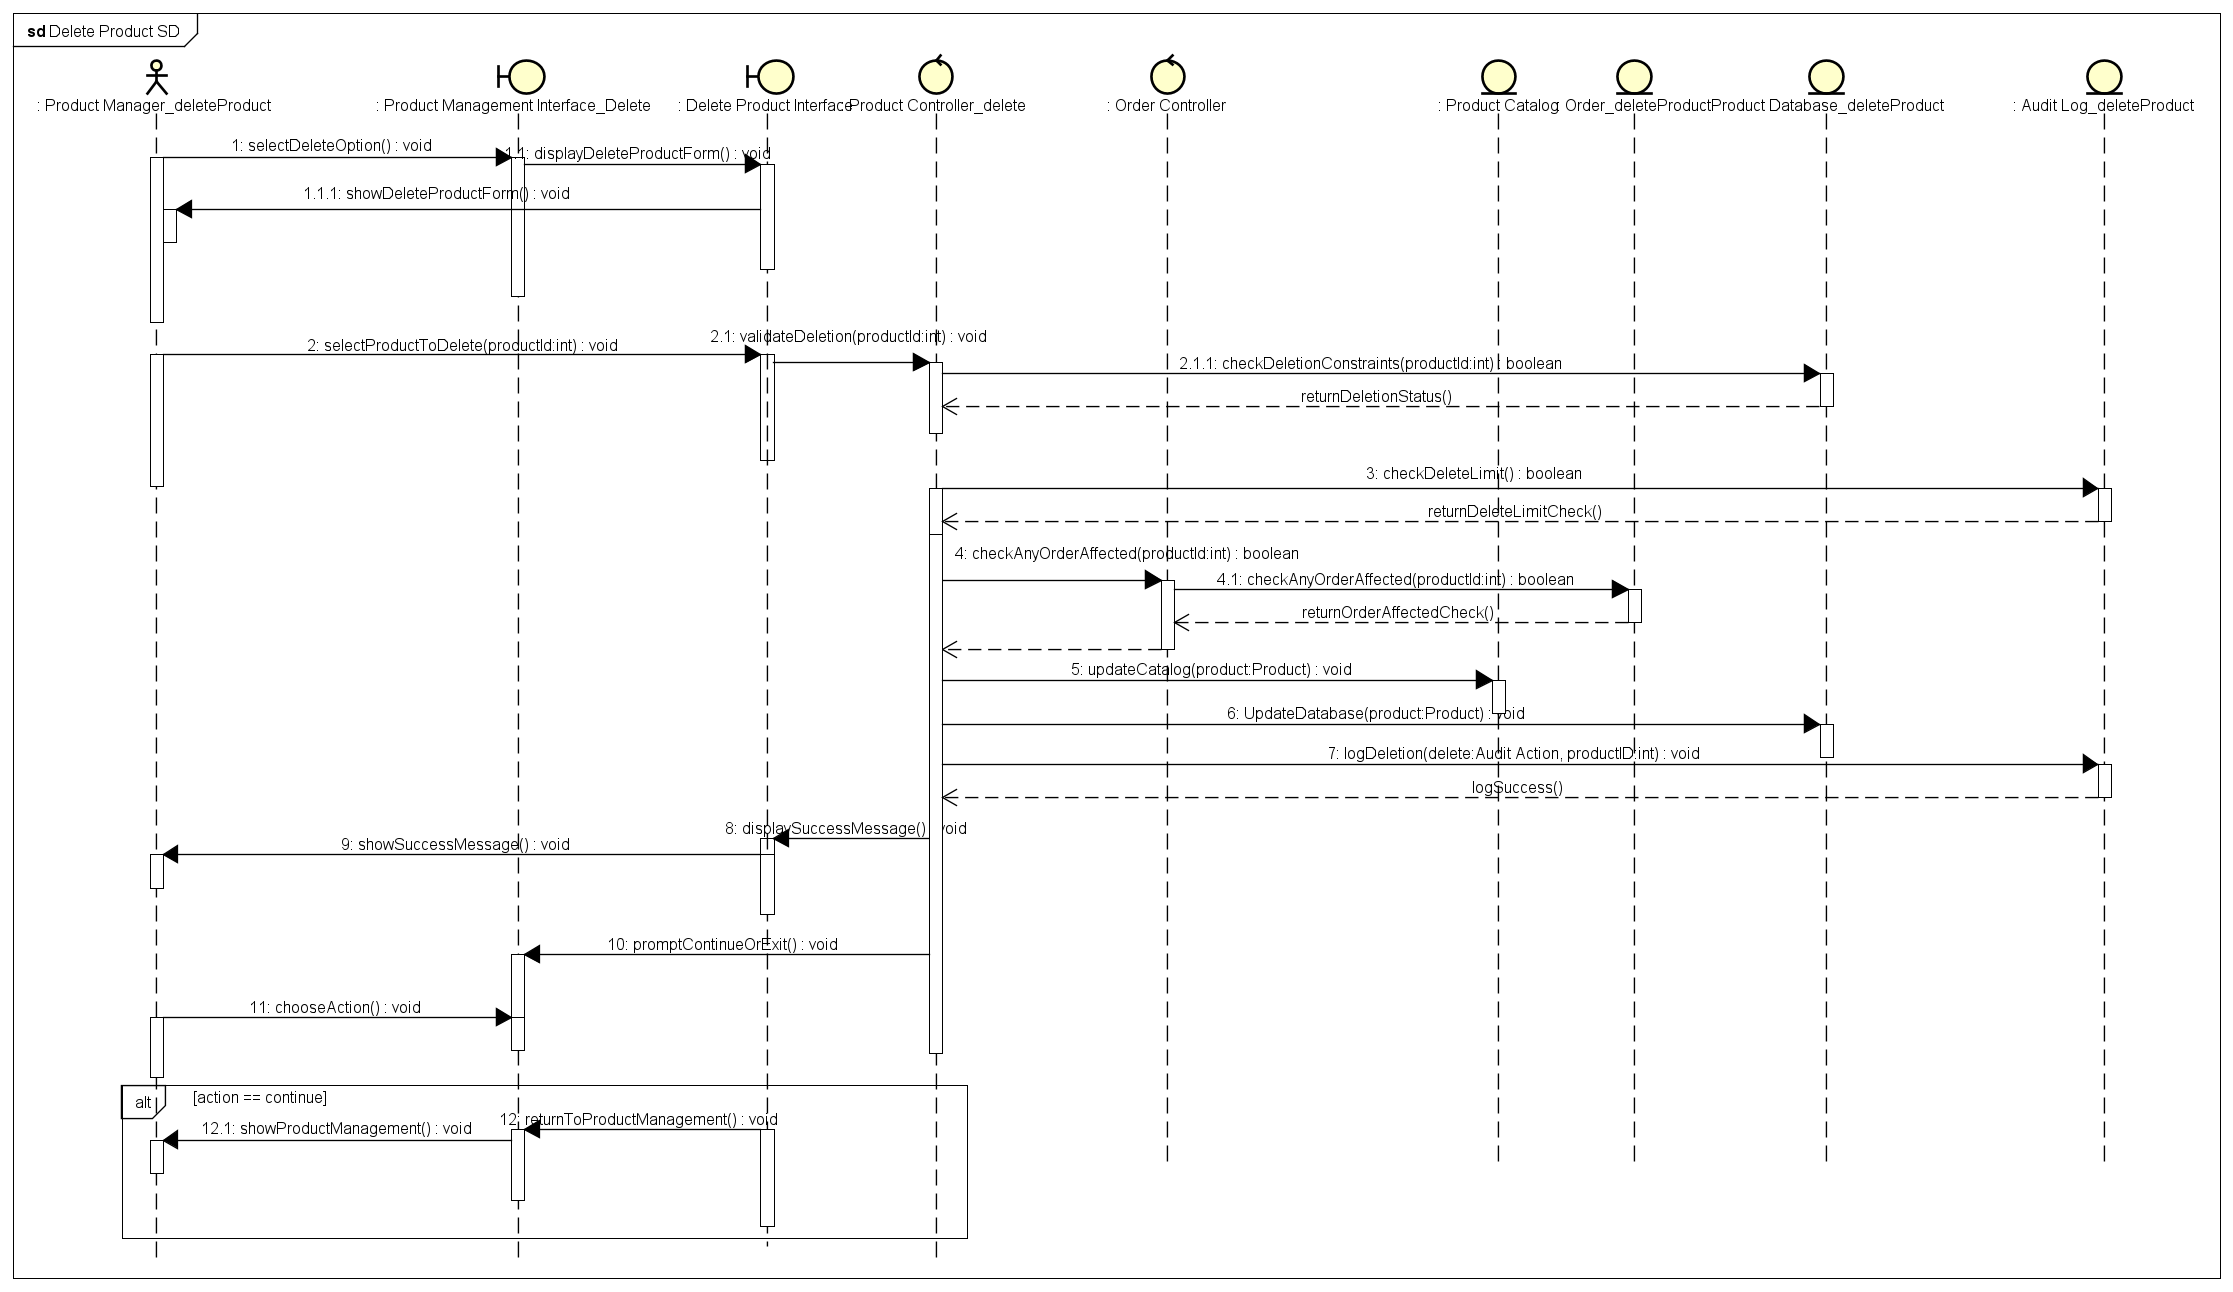 sd Delete Product SD
: Product Manager_deleteProduct
: Product Management Interface_Delete
: Delete Product Interface
Product Controller_delete
: Order Controller
: Product Catalog
: Order_deleteProduct
Product Database_deleteProduct
: Audit Log_deleteProduct
1: selectDeleteOption() : void
1.1: displayDeleteProductForm() : void
1.1.1: showDeleteProductForm() : void
2: selectProductToDelete(productId:int) : void
2.1: validateDeletion(productId:int) : void
2.1.1: checkDeletionConstraints(productId:int) : boolean
returnDeletionStatus()
3: checkDeleteLimit() : boolean
returnDeleteLimitCheck()
4: checkAnyOrderAffected(productId:int) : boolean
4.1: checkAnyOrderAffected(productId:int) : boolean
returnOrderAffectedCheck()
5: updateCatalog(product:Product) : void
6: UpdateDatabase(product:Product) : void
7: logDeletion(delete:Audit Action, productID:int) : void
logSuccess()
8: displaySuccessMessage() : void
9: showSuccessMessage() : void
10: promptContinueOrExit() : void
11: chooseAction() : void
alt
[action == continue]
12: returnToProductManagement() : void
12.1: showProductManagement() : void